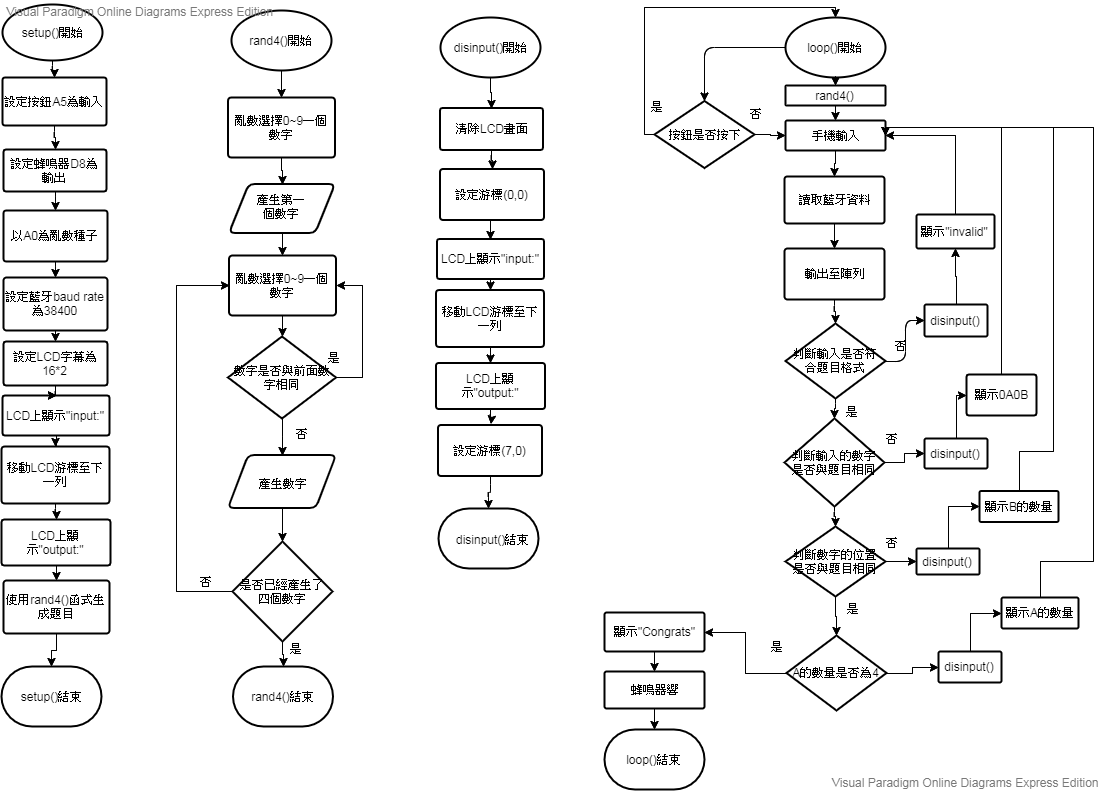 Visual Paradigm Online Diagrams Express Edition
setup()開始
設定按鈕A5為輸入
設定蜂鳴器D8為
輸出
以A0為亂數種子
設定藍牙baud rate
為38400
設定LCD字幕為
16*2
LCD上顯示"input:"
移動LCD游標至下
一列
LCD上顯
示"output:"
使用rand4()函式生
成題目
setup()結束
rand4()開始
亂數選擇0~9一個
數字
產生第一
個數字
亂數選擇0~9一個
數字
數字是否與前面數
字相同
是
否
產生數字
是否已經產生了
四個數字
否
是
rand4()結束
disinput()開始
清除LCD畫面
設定游標(0,0)
LCD上顯示"input:"
移動LCD游標至下
一列
LCD上顯
示"output:"
設定游標(7,0)
disinput()結束
loop()開始
rand4()
是
按鈕是否按下
否
手機輸入
讀取藍牙資料
輸出至陣列
判斷輸入是否符
合題目格式
否
disinput()
顯示"invalid"
是
判斷輸入的數字
是否與題目相同
否
disinput()
顯示0A0B
判斷數字的位置
是否與題目相同
否
disinput()
顯示B的數量
是
A的數量是否為4
disinput()
顯示A的數量
是
顯示"Congrats"
蜂鳴器響
loop()結束
Visual Paradigm Online Diagrams Express Edition